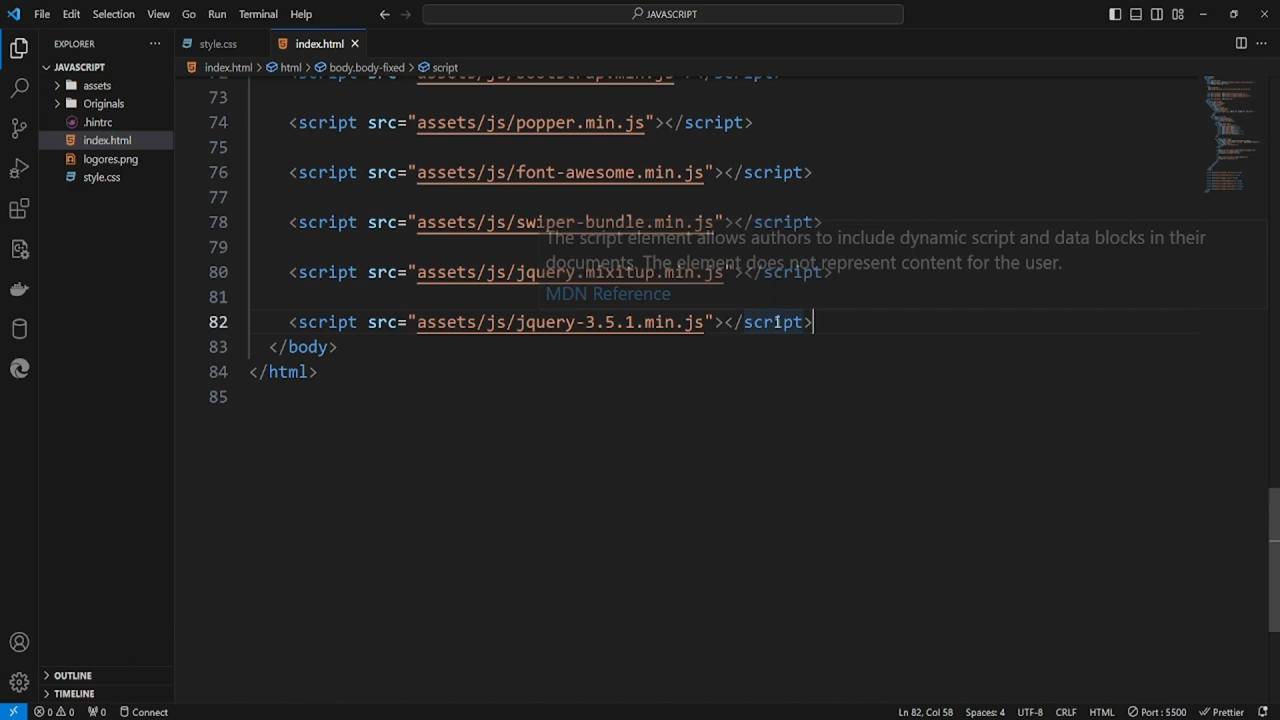 File Edit Selection View Go Run Terminal Help
JAVASCRIPT
EXPLORER
style.css
index.html
JAVASCRIPT
index.html > html > body.body-fixed > script
assets
Originals
.hintrc
index.html
logores.png
style.css
73
74 <script src="assets/js/popper.min.js"></script>
75
76 <script src="assets/js/font-awesome.min.js"></script>
77
78 <script src="assets/js/swiper-bundle.min.js"></script>
79
80 <script src="assets/js/jquery.mixitup.min.js"></script>
81
82 <script src="assets/js/jquery-3.5.1.min.js"></script>
83 </body>
84 </html>
85
The script element allows authors to include dynamic script and data blocks in their
documents. The element does not represent content for the user.
MDN Reference
OUTLINE
TIMELINE
0 0 0 Connect
Ln 82, Col 58 Spaces: 4 UTF-8 CRLF HTML Port : 5500 Prettier